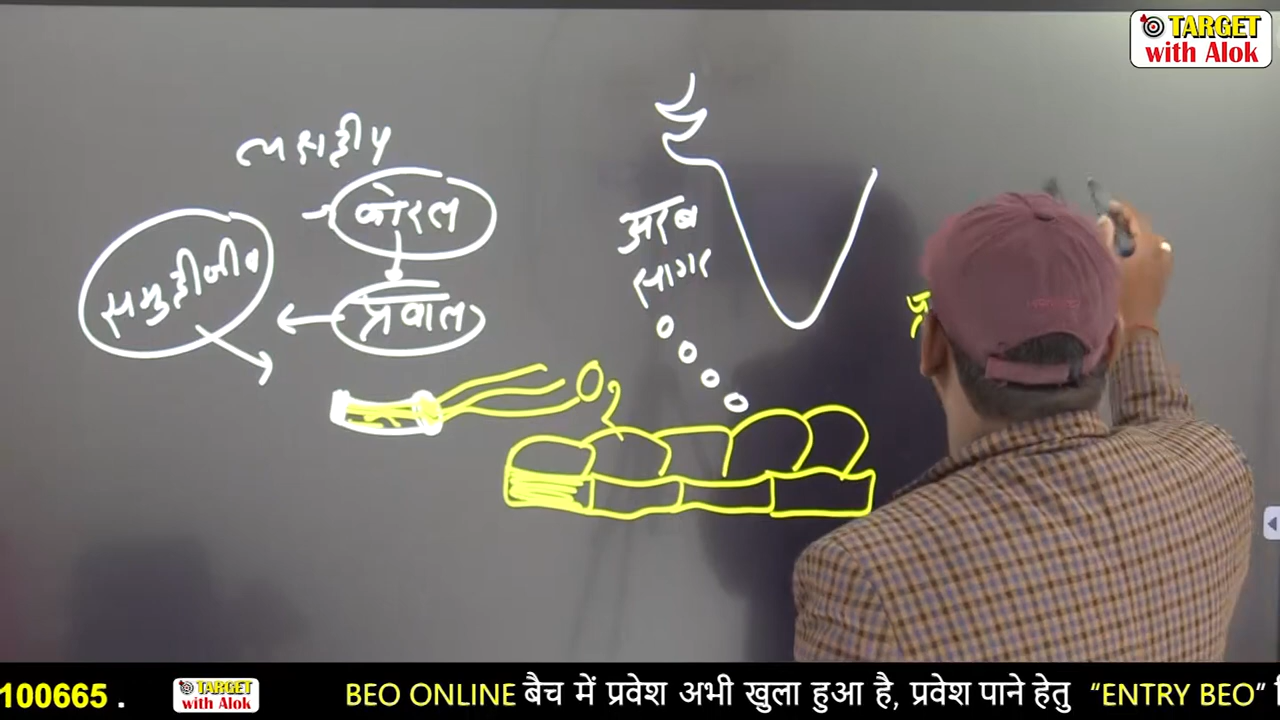 TARGET
with Alok
लक्षद्वीप
कोरल
समुद्रीजीव
प्रवाल
अरब
सागर
100665 .
TARGET
with Alok
BEO ONLINE बैच में प्रवेश अभी खुला हुआ है, प्रवेश पाने हेतु “ENTRY BEO”